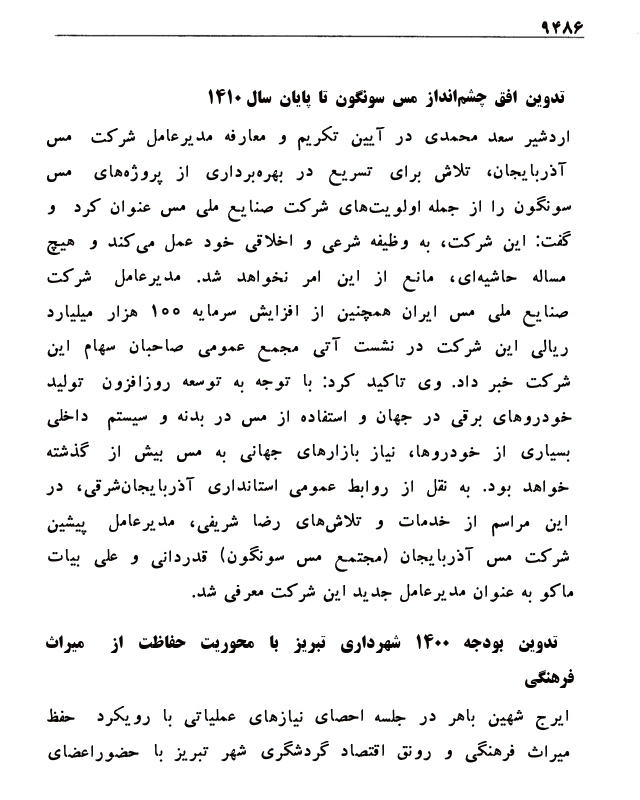 ۹۴۸۶
تدوین افق چشم‌انداز مس سونگون تا پایان سال ۱۴۱۰
اردشیر سعد محمدی در آیین تکریم و معارفه مدیرعامل شرکت مس
آذربایجان، تلاش برای تسریع در بهره‌برداری از پروژه‌های مس
سونگون را از جمله اولویت‌های شرکت صنایع ملی مس عنوان کرد و
گفت: این شرکت، به وظیفه شرعی و اخلاقی خود عمل می‌کند و هیچ
مساله حاشیه‌ای، مانع از این امر نخواهد شد. مدیرعامل شرکت
صنایع ملی مس ایران همچنین از افزایش سرمایه ۱۰۰ هزار میلیارد
ریالی این شرکت در نشست آتی مجمع عمومی صاحبان سهام این
شرکت خبر داد. وی تاکید کرد: با توجه به توسعه روزافزون تولید
خودروهای برقی در جهان و استفاده از مس در بدنه و سیستم داخلی
بسیاری از خودروها، نیاز بازارهای جهانی به مس بیش از گذشته
خواهد بود. به نقل از روابط عمومی استانداری آذربایجان‌شرقی، در
این مراسم از خدمات و تلاش‌های رضا شریفی، مدیرعامل پیشین
شرکت مس آذربایجان (مجتمع مس سونگون) قدردانی و علی بیات
ماکو به عنوان مدیرعامل جدید این شرکت معرفی شد.
تدوین بودجه ۱۴۰۰ شهرداری تبریز با محوریت حفاظت از میراث
فرهنگی
ایرج شهین باهر در جلسه احصای نیازهای عملیاتی با رویکرد حفظ
میراث فرهنگی و رونق اقتصاد گردشگری شهر تبریز با حضوراعضای